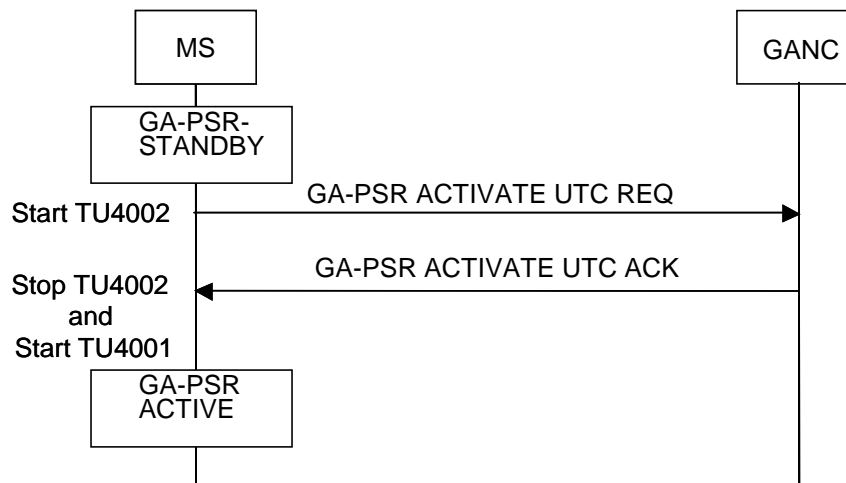 MS
GANC
GA-PSR-
STANDBY
GA-PSR ACTIVATE UTC REQ
Start TU4002
GA-PSR ACTIVATE UTC ACK
Stop TU4002
and
Start TU4001
GA-PSR
ACTIVE